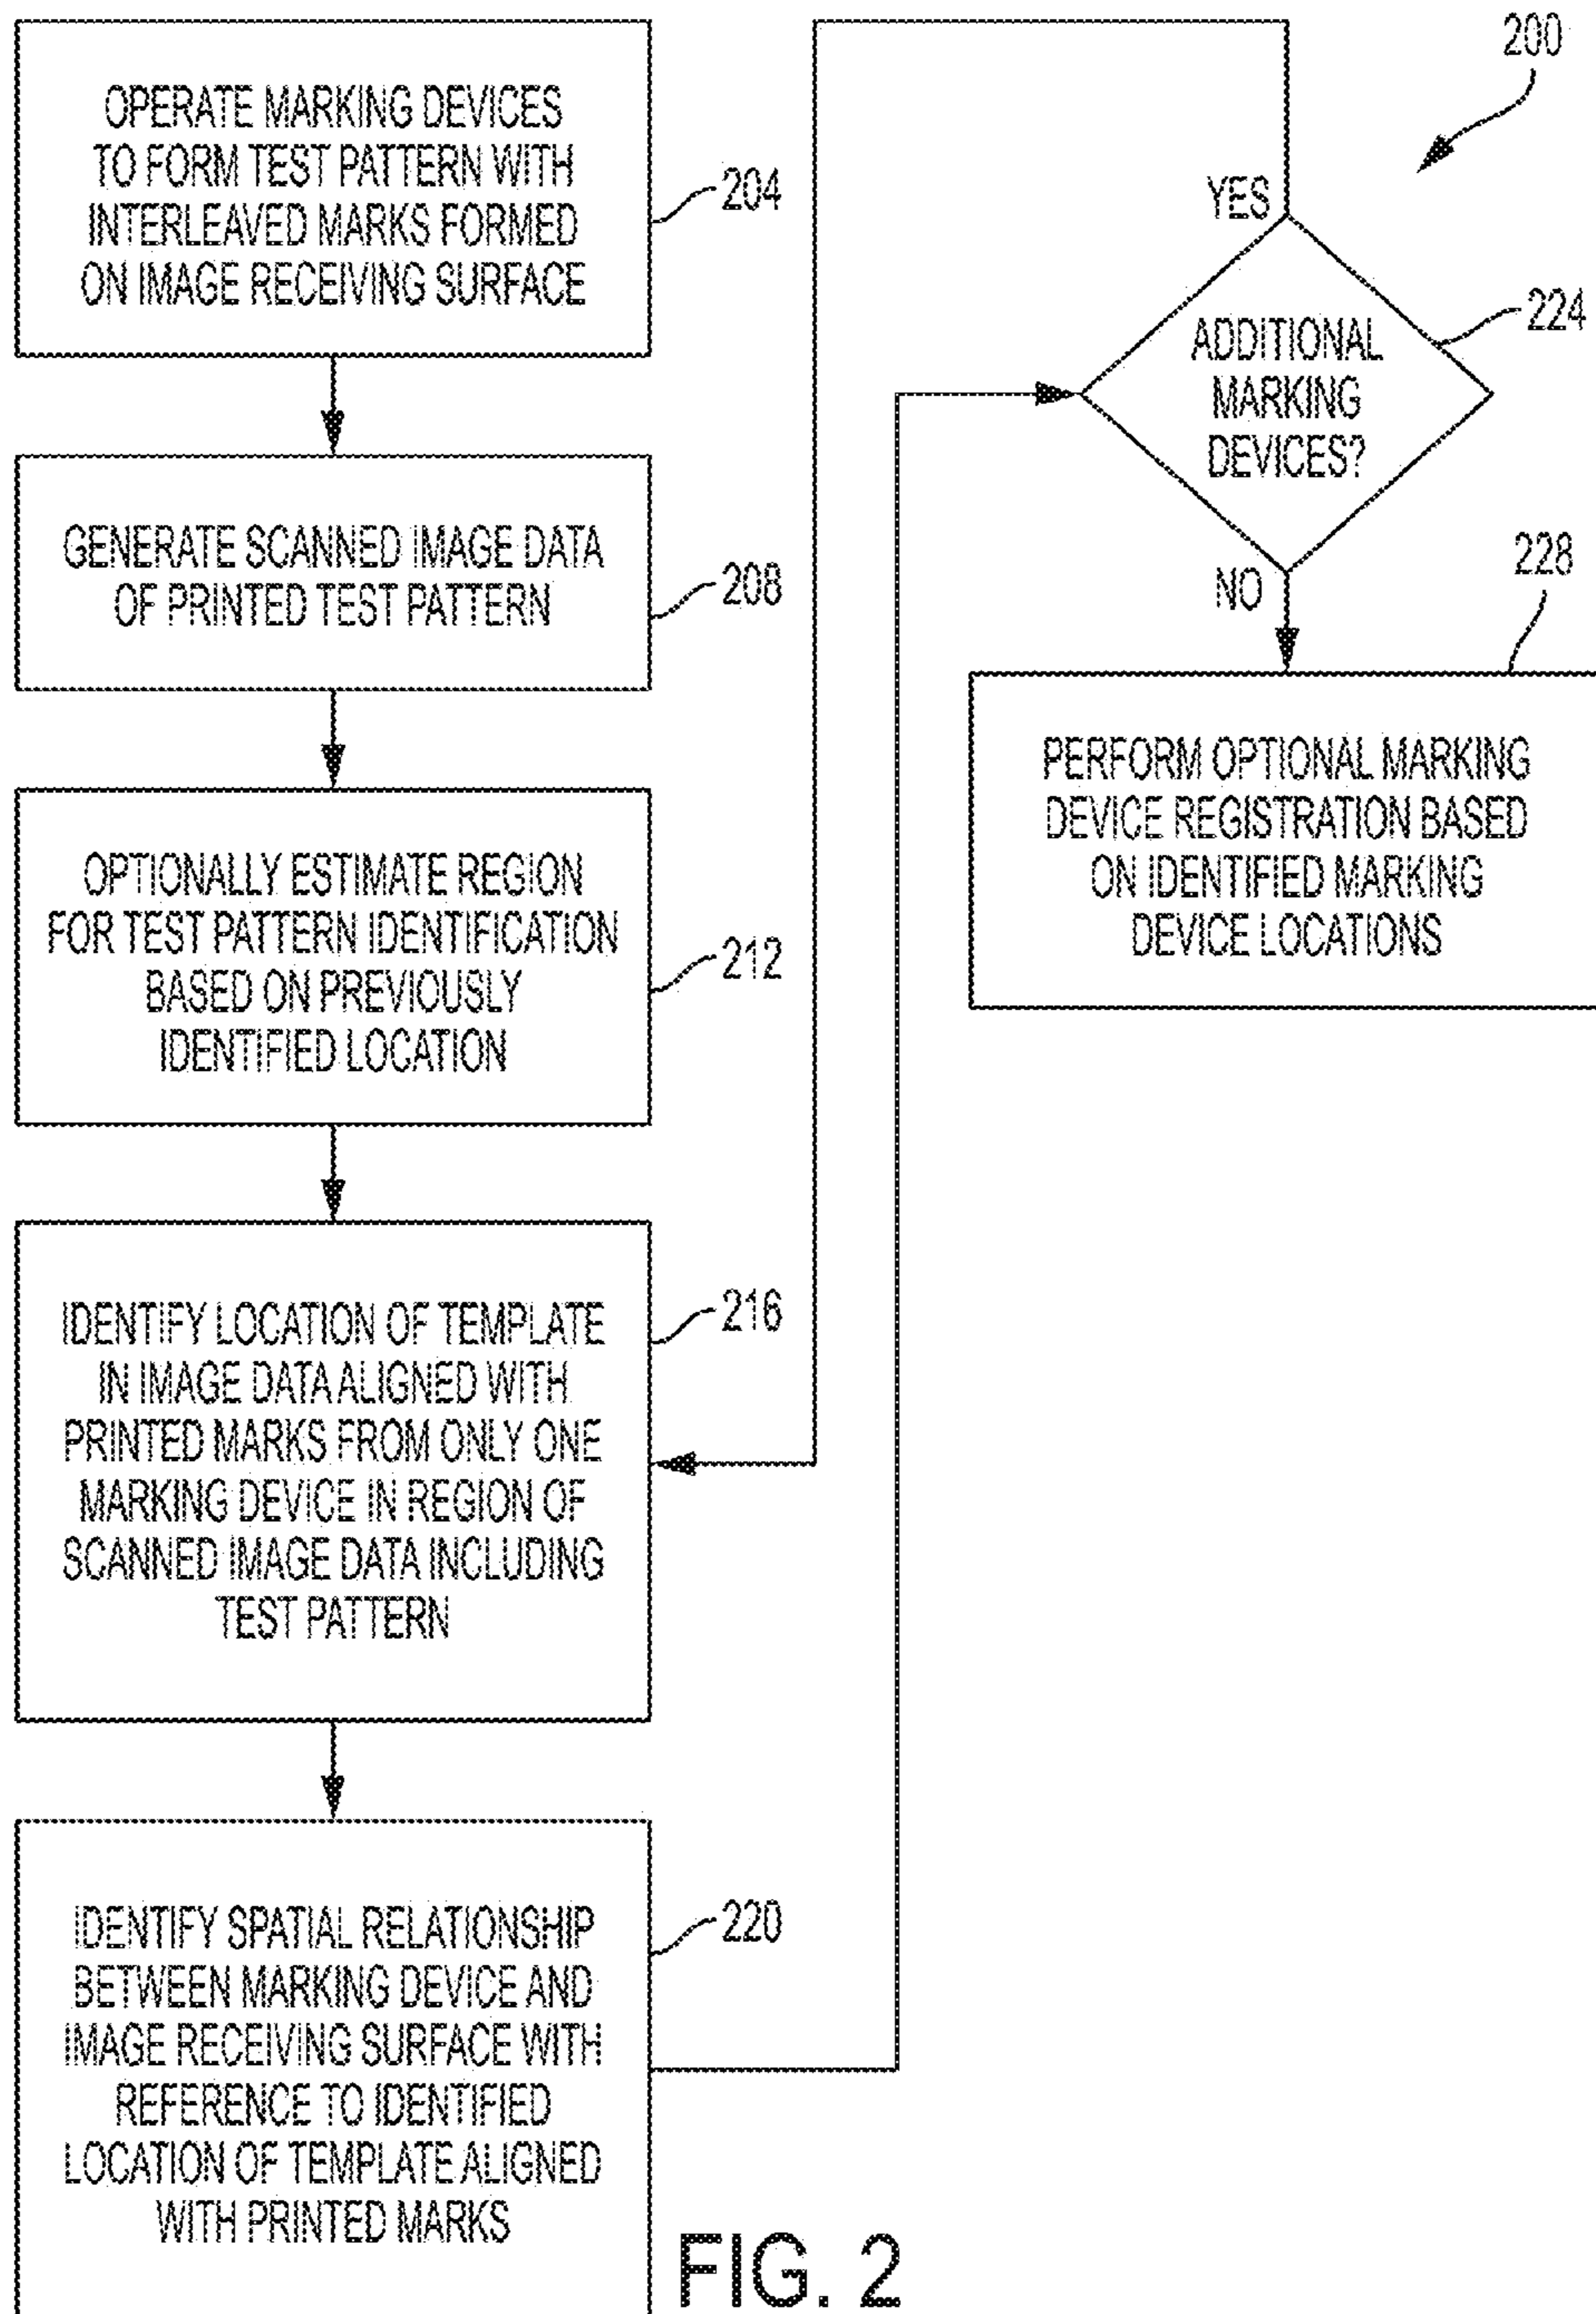 OPERATE MARKING DEVICES
TO FORM TEST PATTERN WITH
INTERLEAVED MARKS FORMED
ON IMAGE RECEIVING SURFACE
204
GENERATE SCANNED IMAGE DATA
OF PRINTED TEST PATTERN
208
OPTIONALLY ESTIMATE REGION
FOR TEST PATTERN IDENTIFICATION
BASED ON PREVIOUSLY
IDENTIFIED LOCATION
212
IDENTIFY LOCATION OF TEMPLATE
IN IMAGE DATA ALIGNED WITH
PRINTED MARKS FROM ONLY ONE
MARKING DEVICE IN REGION OF
SCANNED IMAGE DATA INCLUDING
TEST PATTERN
216
IDENTIFY SPATIAL RELATIONSHIP
BETWEEN MARKING DEVICE AND
IMAGE RECEIVING SURFACE WITH
REFERENCE TO IDENTIFIED
LOCATION OF TEMPLATE ALIGNED
WITH PRINTED MARKS
220
200
YES
ADDITIONAL
MARKING
DEVICES?
224
NO
228
PERFORM OPTIONAL MARKING
DEVICE REGISTRATION BASED
ON IDENTIFIED MARKING
DEVICE LOCATIONS
FIG. 2